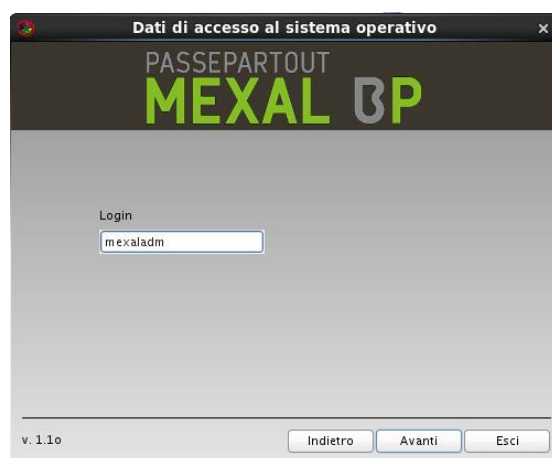 Dati di accesso al sistema operativo
PASSEPARTOUT
MEXAL BP
Login
mexaladm
v. 1.1o
Indietro Avanti Esci